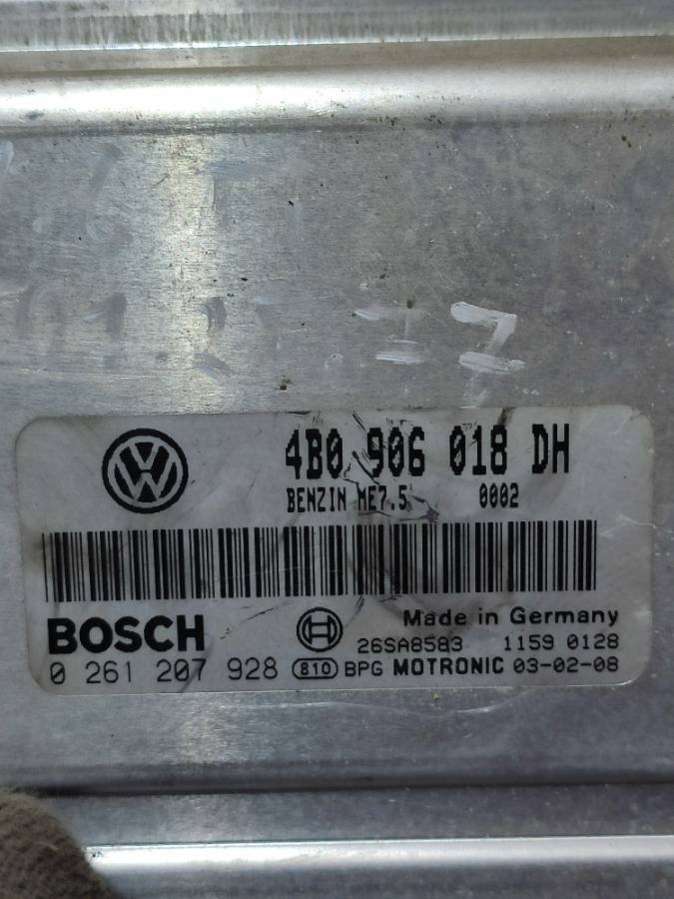 4B0 906 018 DH
BENZIN ME7.5 0002
BOSCH
Made in Germany
26SA8583 1159 0128
0 261 207 928 810 BPG MOTRONIC 03-02-08